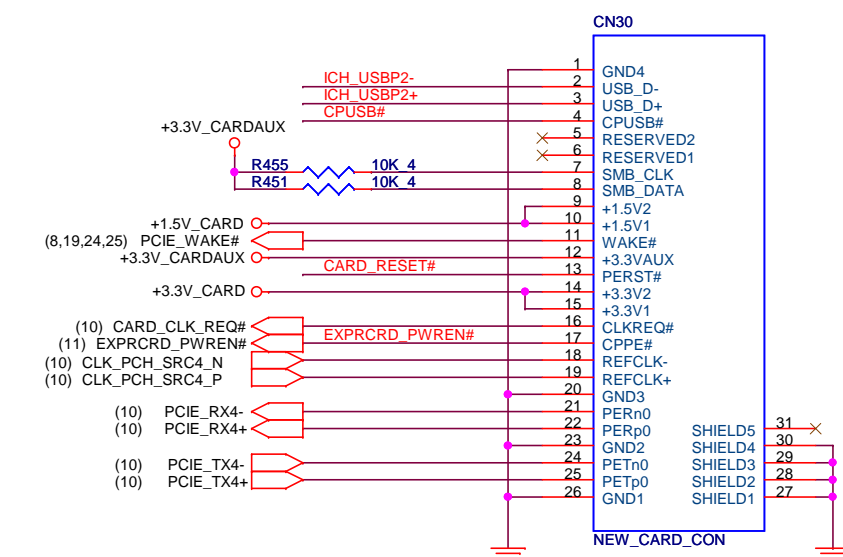 CN30
1 GND4
ICH_USBP2- 2 USB_D-
ICH_USBP2+ 3 USB_D+
CPUSB# 4 CPUSB#
+3.3V_CARDAUX
5 RESERVED2
6 RESERVED1
R455 10K_4 7 SMB_CLK
R451 10K_4 8 SMB_DATA
9 +1.5V2
+1.5V_CARD 10 +1.5V1
(8,19,24,25) PCIE_WAKE# 11 WAKE#
+3.3V_CARDAUX 12 +3.3VAUX
CARD_RESET# 13 PERST#
+3.3V_CARD 14 +3.3V2
15 +3.3V1
(10) CARD_CLK_REQ# 16 CLKREQ#
(11) EXPRCRD_PWREN# EXPRCRD_PWREN# 17 CPPE#
(10) CLK_PCH_SRC4_N 18 REFCLK-
(10) CLK_PCH_SRC4_P 19 REFCLK+
20 GND3
(10) PCIE_RX4- 21 PERn0
(10) PCIE_RX4+ 22 PERp0 SHIELD5 31
23 GND2 SHIELD4 30
(10) PCIE_TX4- 24 PETn0 SHIELD3 29
(10) PCIE_TX4+ 25 PETp0 SHIELD2 28
26 GND1 SHIELD1 27
NEW_CARD_CON